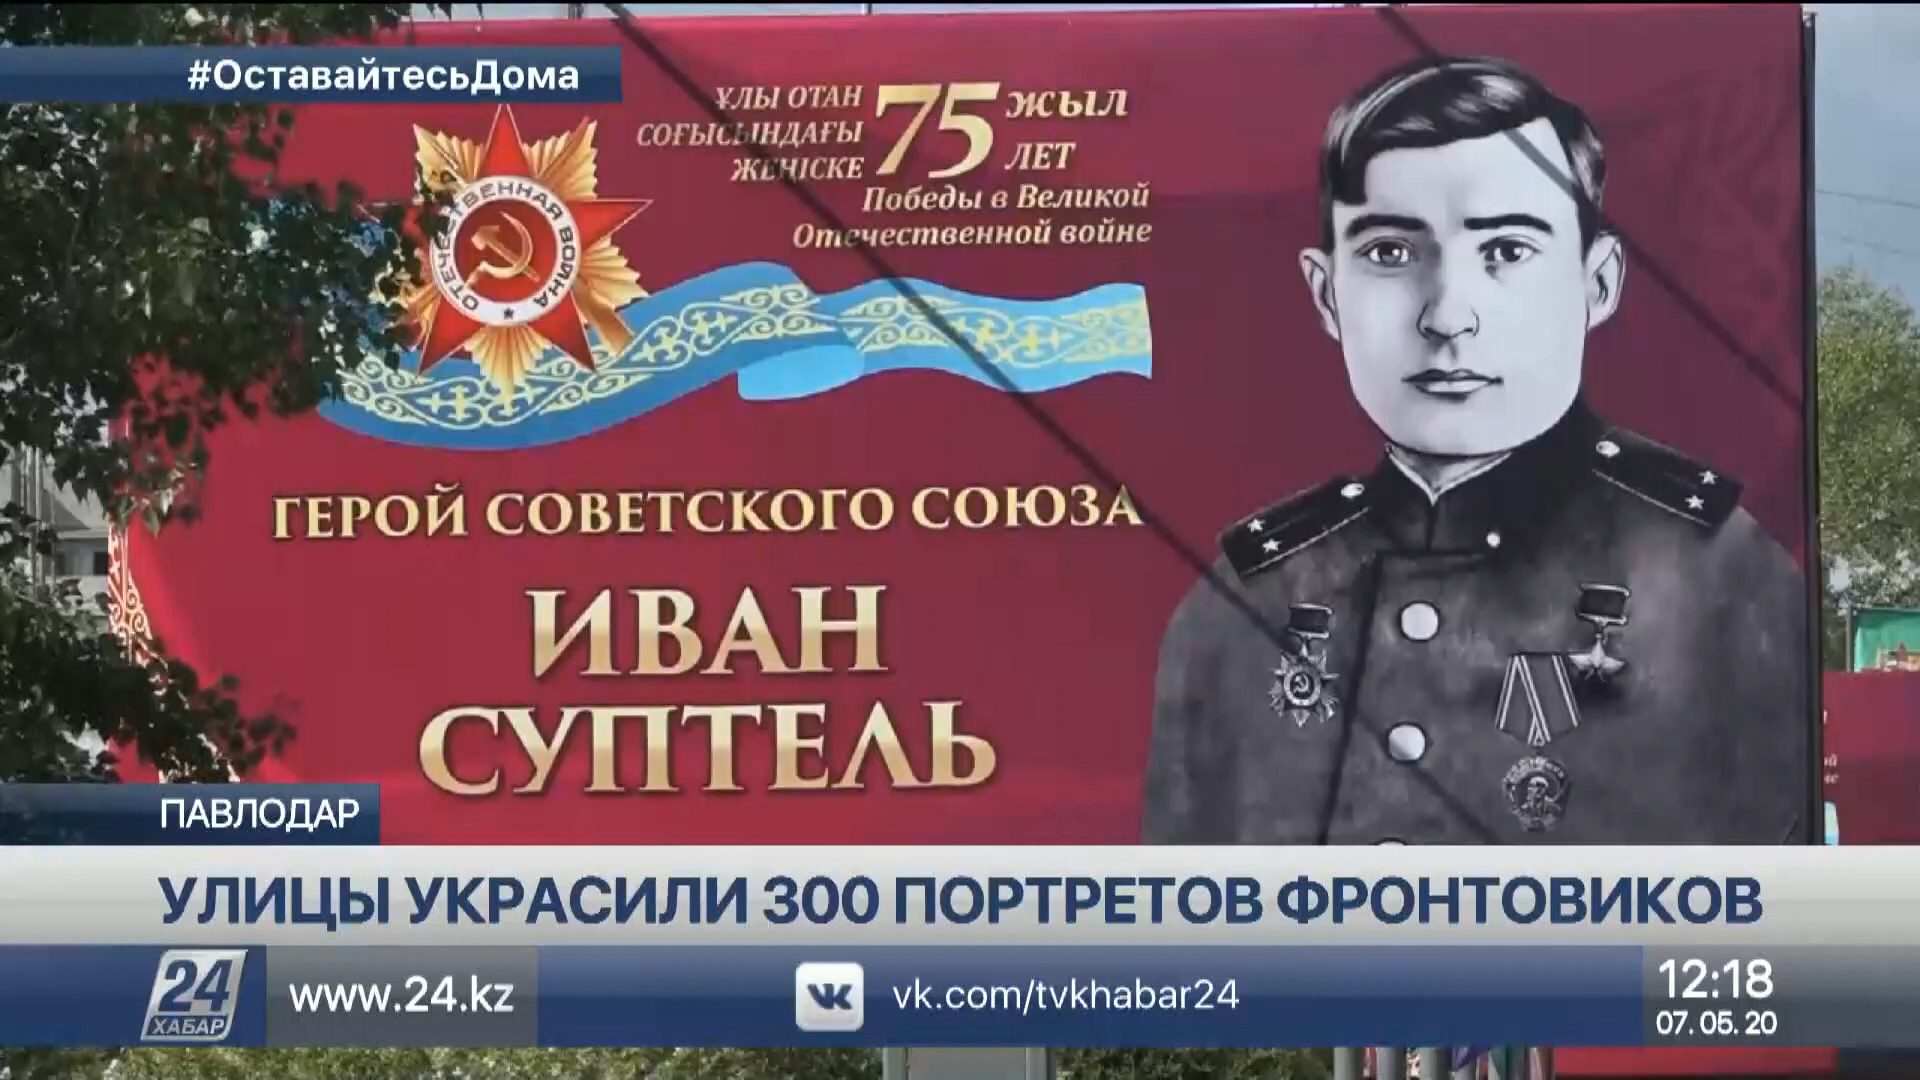 #ОставайтесьДома
ҰЛЫ ОТАН
СОҒЫСЫНДАҒЫ
ЖЕҢІСКЕ
75 ЖЫЛ
ЛЕТ
Победы в Великой
Отечественной войне
ОТЕЧЕСТВЕННАЯ ВОЙНА
ГЕРОЙ СОВЕТСКОГО СОЮЗА
ИВАН
СУПТЕЛЬ
ПАВЛОДАР
УЛИЦЫ УКРАСИЛИ 300 ПОРТРЕТОВ ФРОНТОВИКОВ
24
ХАБАР
www.24.kz
vk.com/tvkhabar24
12:18
07.05.20